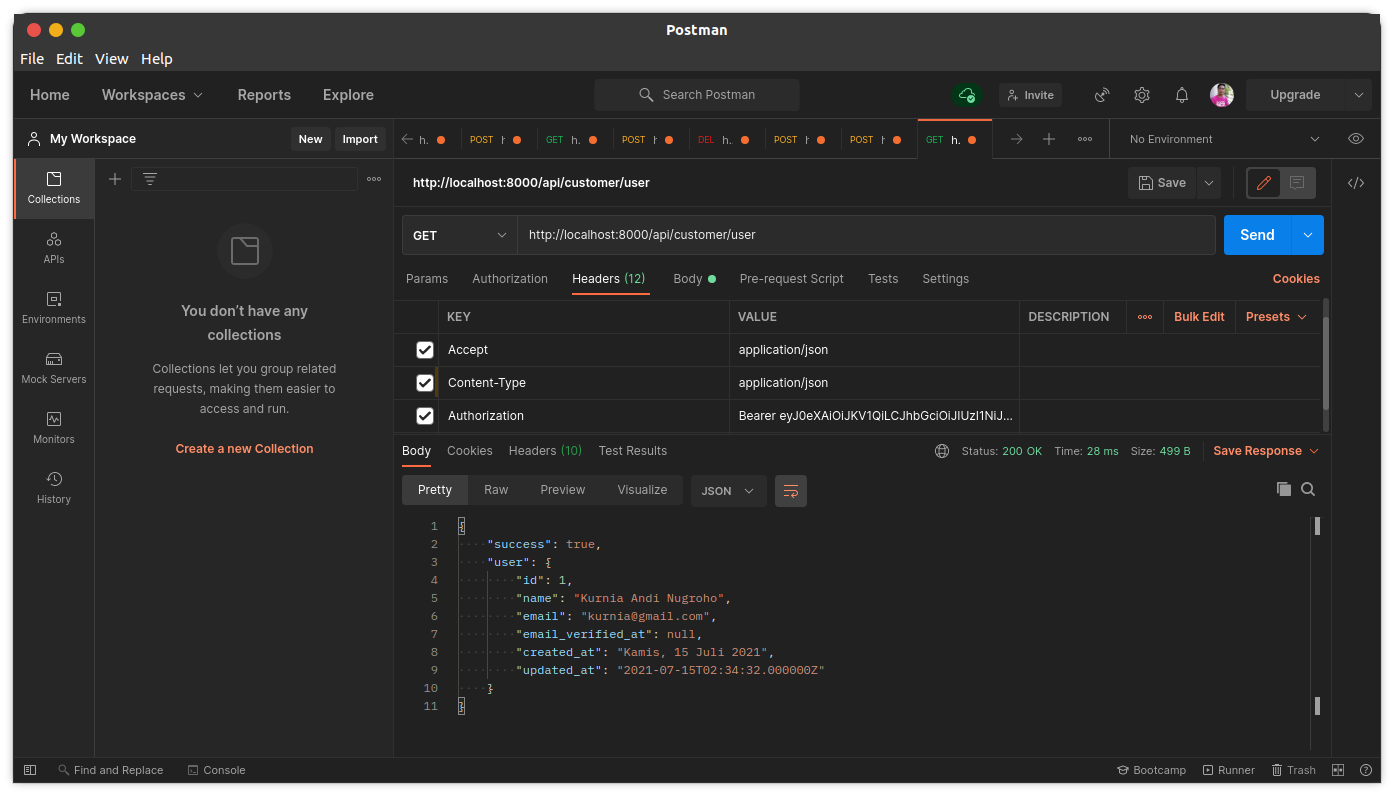 Postman
File Edit View Help
Home Workspaces Reports Explore Search Postman Invite Upgrade
My Workspace New Import
h. POST h GET h. POST h DEL h. POST h POST h GET h. No Environment
Collections
APIs
Environments
Mock Servers
Monitors
History
You don't have any
collections
Collections let you group related
requests, making them easier to
access and run.
Create a new Collection
http://localhost:8000/api/customer/user Save
GET http://localhost:8000/api/customer/user Send
Params Authorization Headers (12) Body Pre-request Script Tests Settings Cookies
KEY VALUE DESCRIPTION Bulk Edit Presets
Accept application/json
Content-Type application/json
Authorization Bearer eyJ0eXAiOiJKV1QiLCJhbGciOiJIUzI1NiJ...
Body Cookies Headers (10) Test Results Status: 200 OK Time: 28 ms Size: 499 B Save Response
Pretty Raw Preview Visualize JSON
1 {
2 "success": true,
3 "user": {
4 "id": 1,
5 "name": "Kurnia Andi Nugroho",
6 "email": "kurnia@gmail.com",
7 "email_verified_at": null,
8 "created_at": "Kamis, 15 Juli 2021",
9 "updated_at": "2021-07-15T02:34:32.000000Z"
10 }
11 }
Find and Replace Console Bootcamp Runner Trash